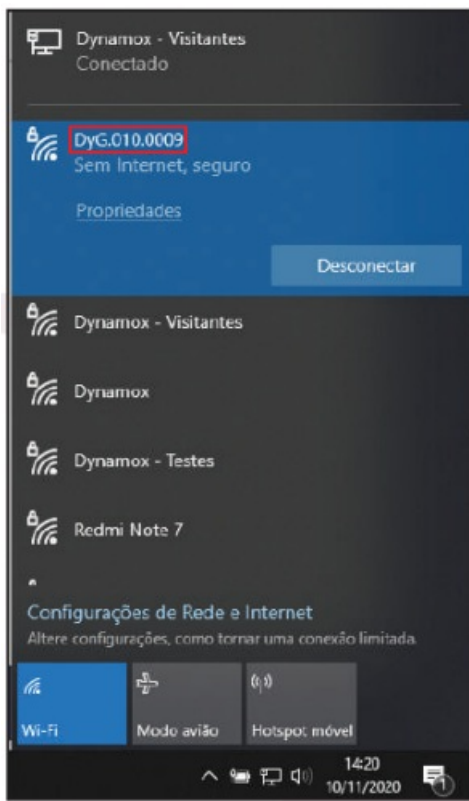 Dynamox - Visitantes
Conectado
DyG.010.0009
Sem Internet, seguro
Propriedades
Desconectar
Dynamox - Visitantes
Dynamox
Dynamox - Testes
Redmi Note 7
Configurações de Rede e Internet
Altere configurações, como tornar uma conexão limitada.
Wi-Fi
Modo avião
Hotspot móvel
14:20
10/11/2020
1